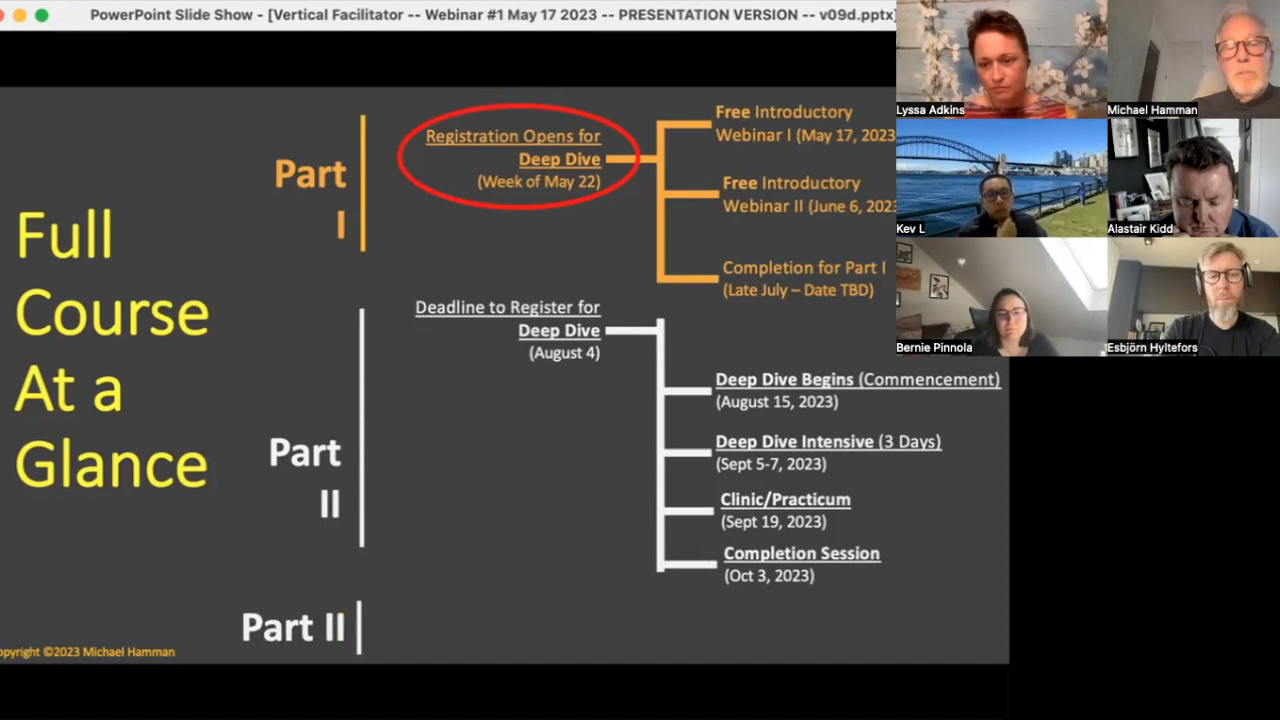 PowerPoint Slide Show - [Vertical Facilitator -- Webinar #1 May 17 2023 -- PRESENTATION VERSION -- v09d.pptx]
Full
Course
At a
Glance
Part
I
Registration Opens for
Deep Dive
(Week of May 22)
Free Introductory
Webinar I (May 17, 2023
Free Introductory
Webinar II (June 6, 2023
Completion for Part I
(Late July – Date TBD)
Part
II
Deadline to Register for
Deep Dive
(August 4)
Deep Dive Begins (Commencement)
(August 15, 2023)
Deep Dive Intensive (3 Days)
(Sept 5-7, 2023)
Clinic/Practicum
(Sept 19, 2023)
Completion Session
(Oct 3, 2023)
Part II
opyright ©2023 Michael Hamman
Lyssa Adkins
Michael Hamman
Kev L
Alastair Kidd
Bernie Pinnola
Esbjörn Hyltefors